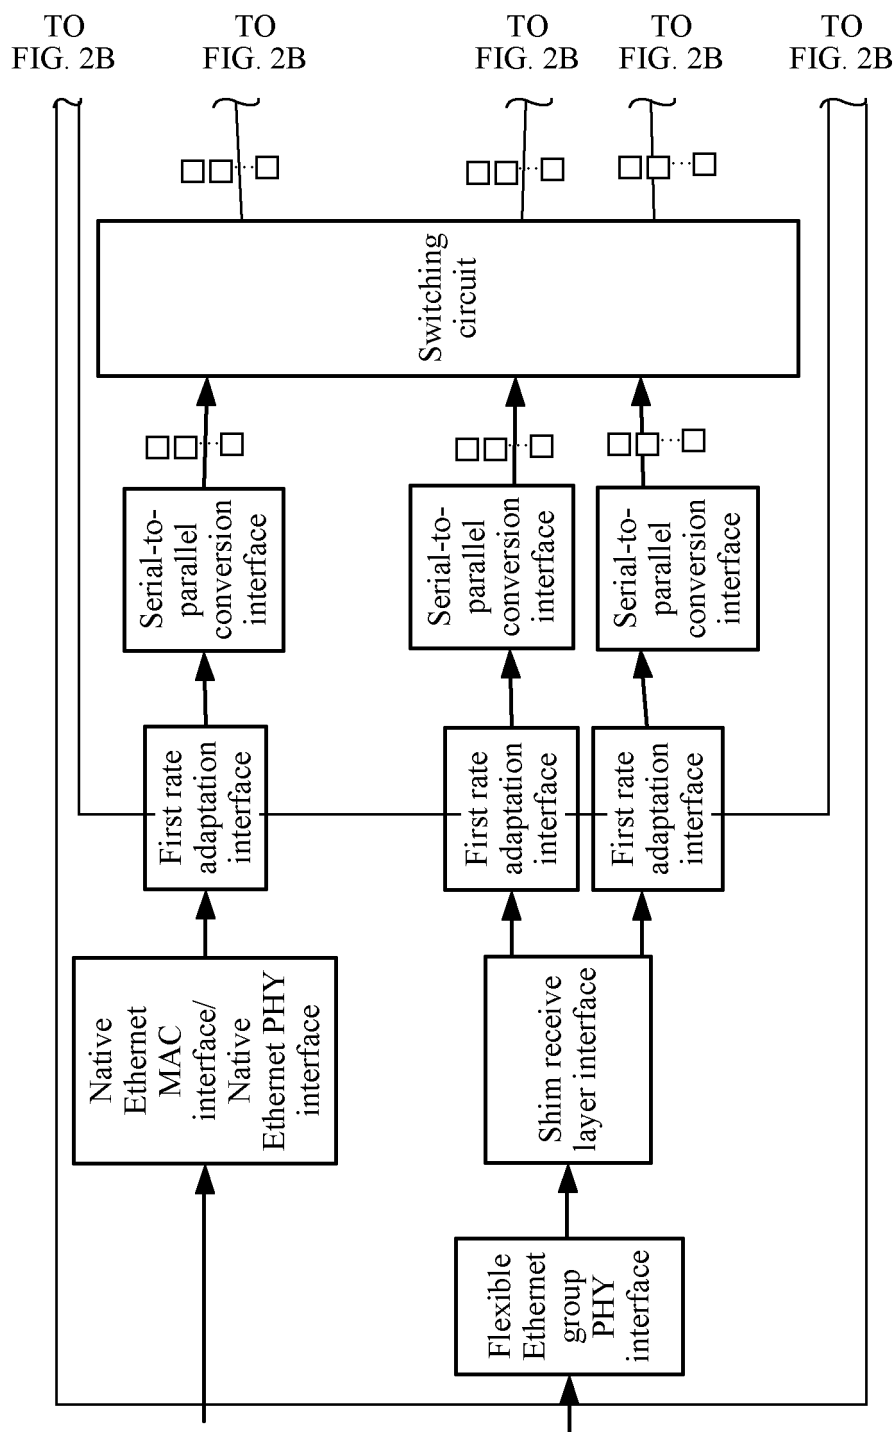 TO
FIG. 2B
TO
FIG. 2B
TO
FIG. 2B
TO
FIG. 2B
TO
FIG. 2B
Switching
circuit
Serial-to-
parallel
conversion
interface
Serial-to-
parallel
conversion
interface
Serial-to-
parallel
conversion
interface
First rate
adaptation
interface
First rate
adaptation
interface
First rate
adaptation
interface
Native
Ethernet
MAC
interface/
Native
Ethernet PHY
interface
Shim receive
layer interface
Flexible
Ethernet
group
PHY
interface